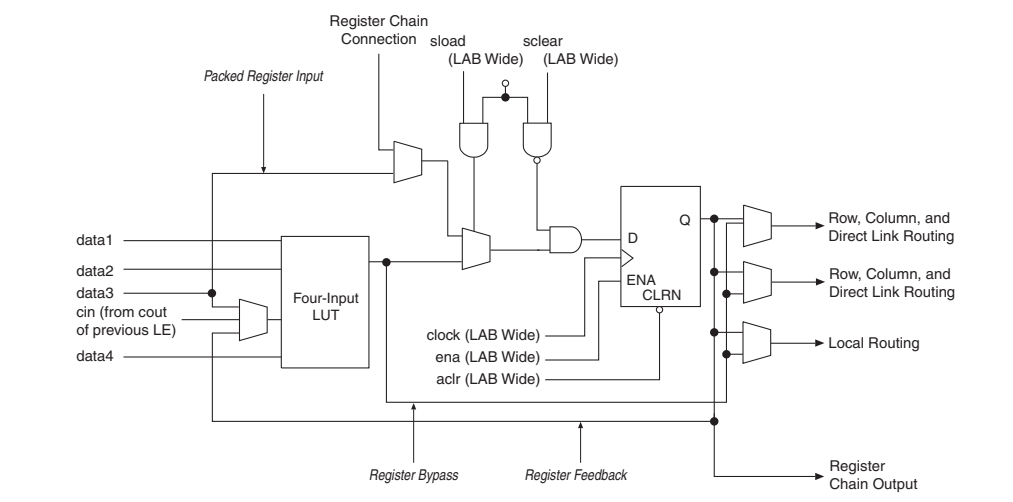 Register Chain
Connection
sload
(LAB Wide)
sclear
(LAB Wide)
Packed Register Input
data1
data2
data3
cin (from cout
of previous LE)
data4
Four-Input
LUT
Q
D
ENA
CLRN
clock (LAB Wide)
ena (LAB Wide)
aclr (LAB Wide)
Row, Column, and
Direct Link Routing
Row, Column, and
Direct Link Routing
Local Routing
Register Bypass
Register Feedback
Register
Chain Output